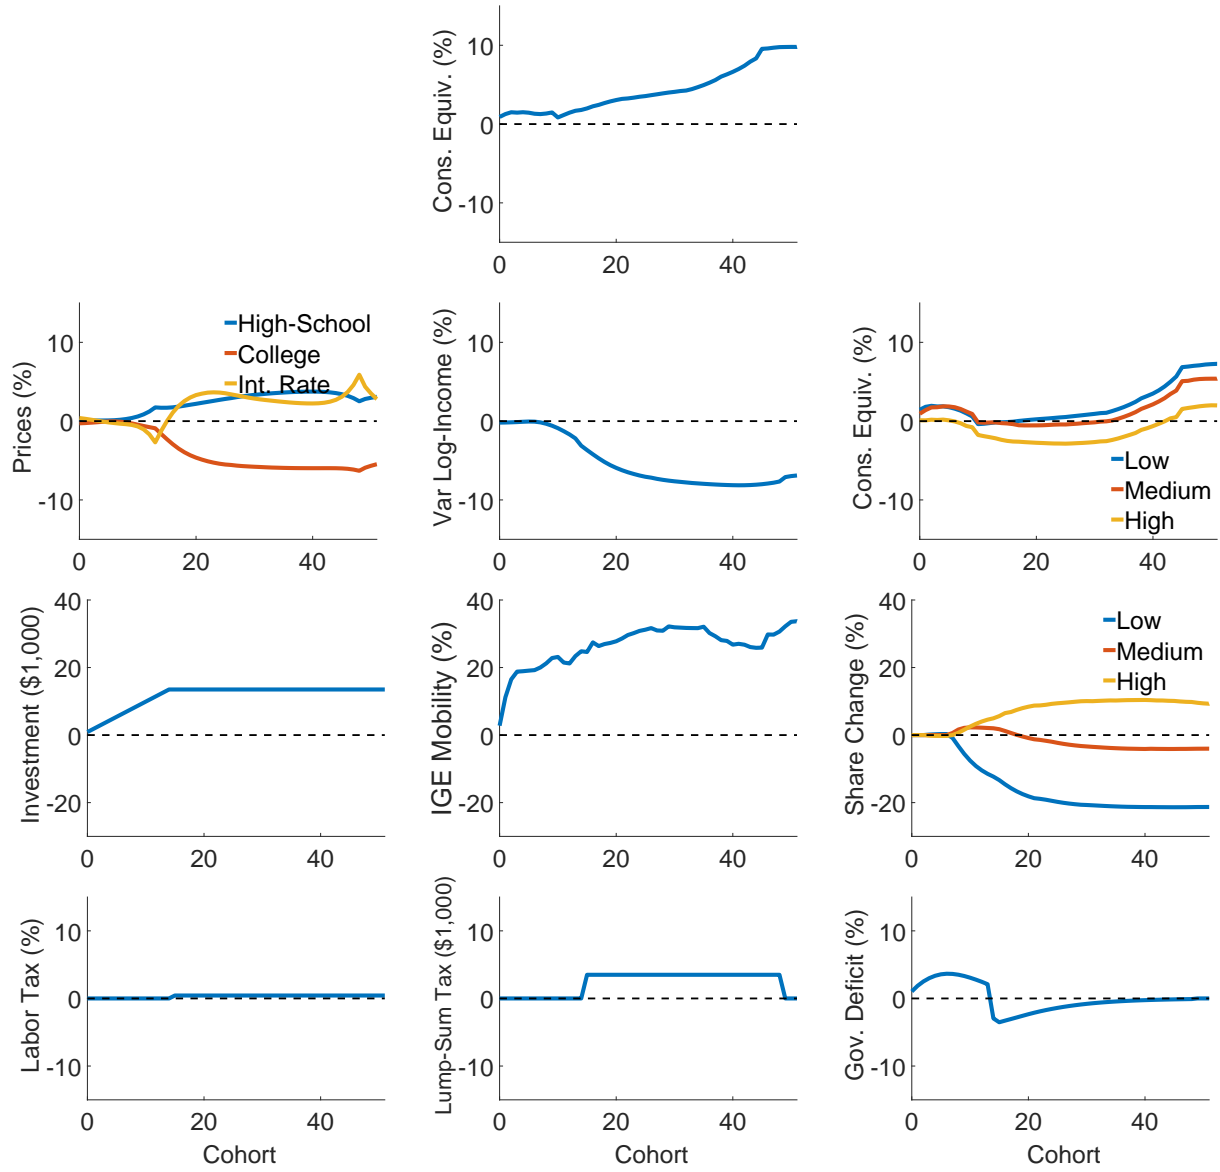 Cons. Equiv. (%)
10
0
-10
0
20
40
Prices (%)
10
0
-10
High-School
College
Int. Rate
0
20
40
Var Log-Income (%)
10
0
-10
0
20
40
Cons. Equiv. (%)
10
0
-10
Low
Medium
High
0
20
40
Investment ($1,000)
40
20
0
-20
0
20
40
IGE Mobility (%)
40
20
0
-20
0
20
40
Share Change (%)
40
20
0
-20
Low
Medium
High
0
20
40
Labor Tax (%)
10
0
-10
0
20
40
Cohort
Lump-Sum Tax ($1,000)
10
0
-10
0
20
40
Cohort
Gov. Deficit (%)
10
0
-10
0
20
40
Cohort